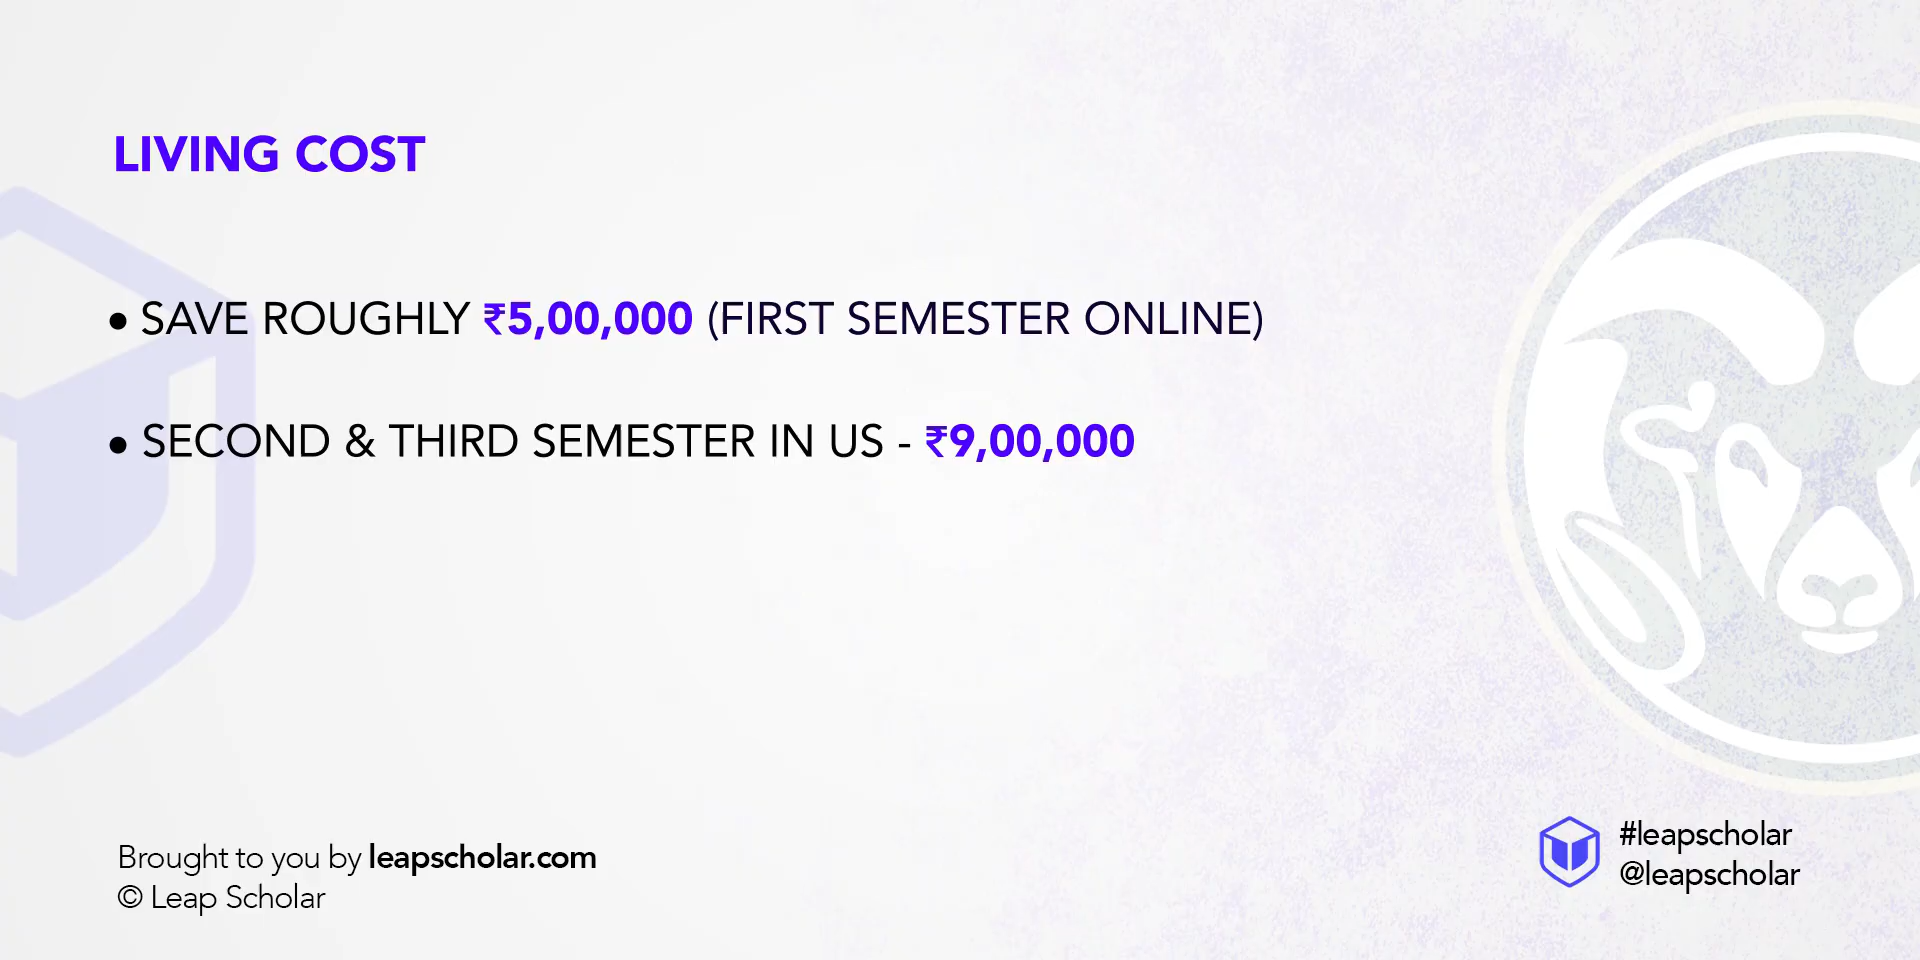 LIVING COST
• SAVE ROUGHLY ₹5,00,000 (FIRST SEMESTER ONLINE)
• SECOND & THIRD SEMESTER IN US - ₹9,00,000
Brought to you by leapscholar.com
© Leap Scholar
#leapscholar
@leapscholar